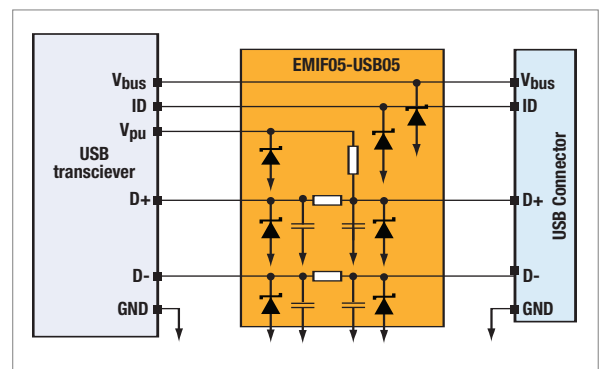 EMIF05-USB05
Vbus
ID
Vpu
USB
transciever
D+
D-
GND
Vbus
ID
D+
USB Connector
D-
GND